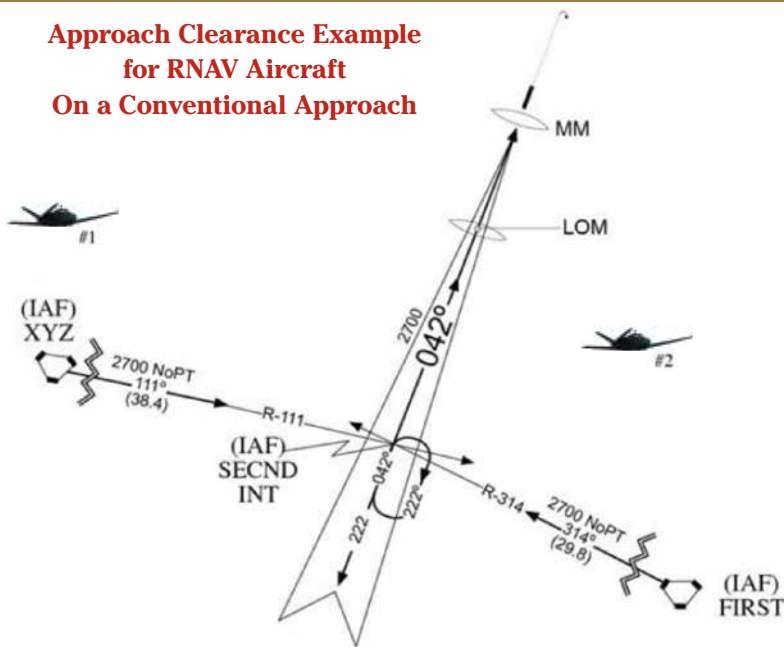 Approach Clearance Example
for RNAV Aircraft
On a Conventional Approach
MM
LOM
#1
#2
(IAF)
XYZ
2700 NoPT
111°
(38.4)
R-111
2700
042°
(IAF)
SECND
INT
042°
222
222°
R-314
2700 NoPT
314°
(29.8)
(IAF)
FIRST